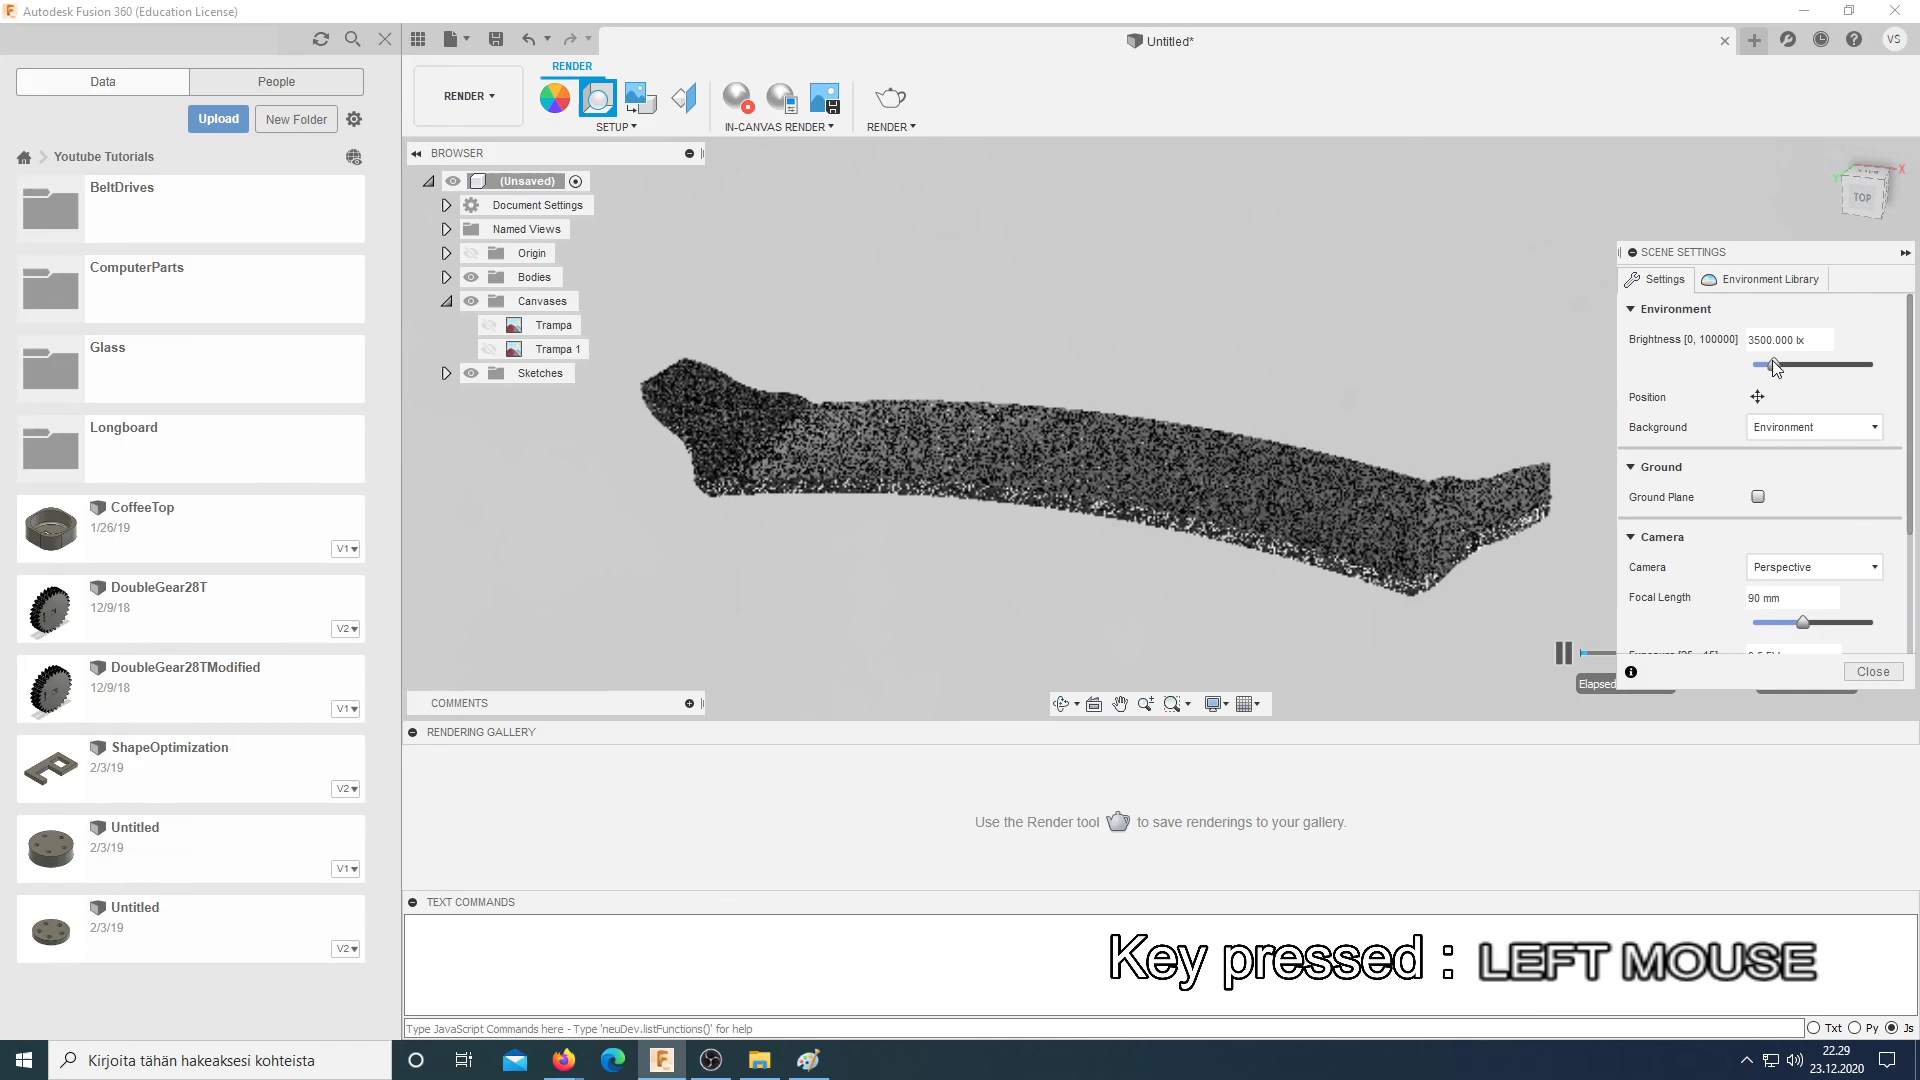 Autodesk Fusion 360 (Education License)
Untitled*
VS
Data
People
RENDER
RENDER
SETUP
IN-CANVAS RENDER
RENDER
Upload
New Folder
Youtube Tutorials
BeltDrives
ComputerParts
Glass
Longboard
CoffeeTop
1/26/19
V1
DoubleGear28T
12/9/18
V2
DoubleGear28TModified
12/9/18
V1
ShapeOptimization
2/3/19
V2
Untitled
2/3/19
V1
Untitled
2/3/19
V2
BROWSER
(Unsaved)
Document Settings
Named Views
Origin
Bodies
Canvases
Trampa
Trampa 1
Sketches
TOP
X
SCENE SETTINGS
Settings
Environment Library
Environment
Brightness [0, 100000]
3500.000 lx
Position
Background
Environment
Ground
Ground Plane
Camera
Camera
Perspective
Focal Length
90 mm
Close
Elapsed
COMMENTS
RENDERING GALLERY
Use the Render tool to save renderings to your gallery.
TEXT COMMANDS
Key pressed : LEFT MOUSE
Type JavaScript Commands here - Type 'neuDev.listFunctions()' for help
Txt Py Js
Kirjoita tähän hakeaksesi kohteista
22.29
23.12.2020